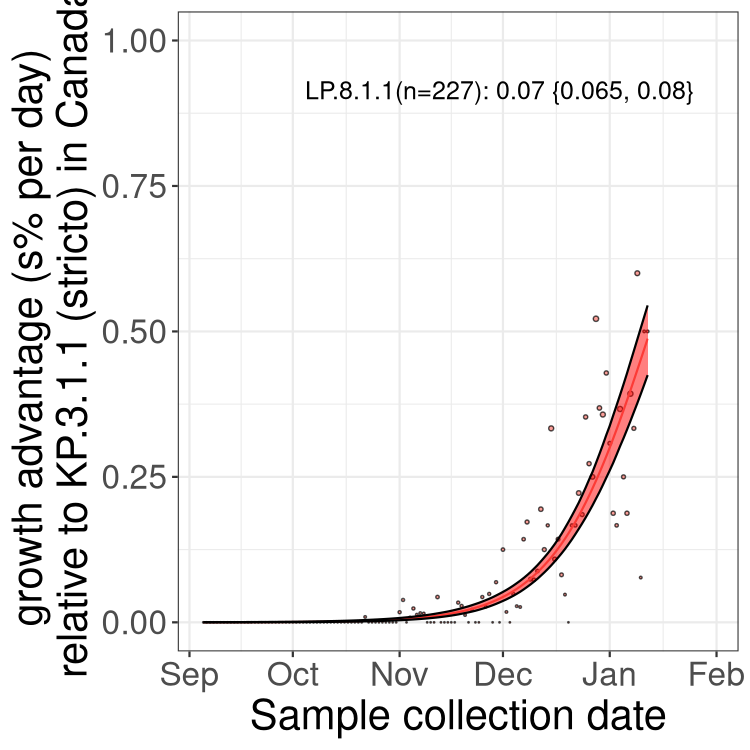 growth advantage (s% per day)
relative to KP.3.1.1 (stricto) in Canada
1.00
LP.8.1.1(n=227): 0.07 {0.065, 0.08}
0.75
0.50
0.25
0.00
Sep Oct Nov Dec Jan Feb
Sample collection date